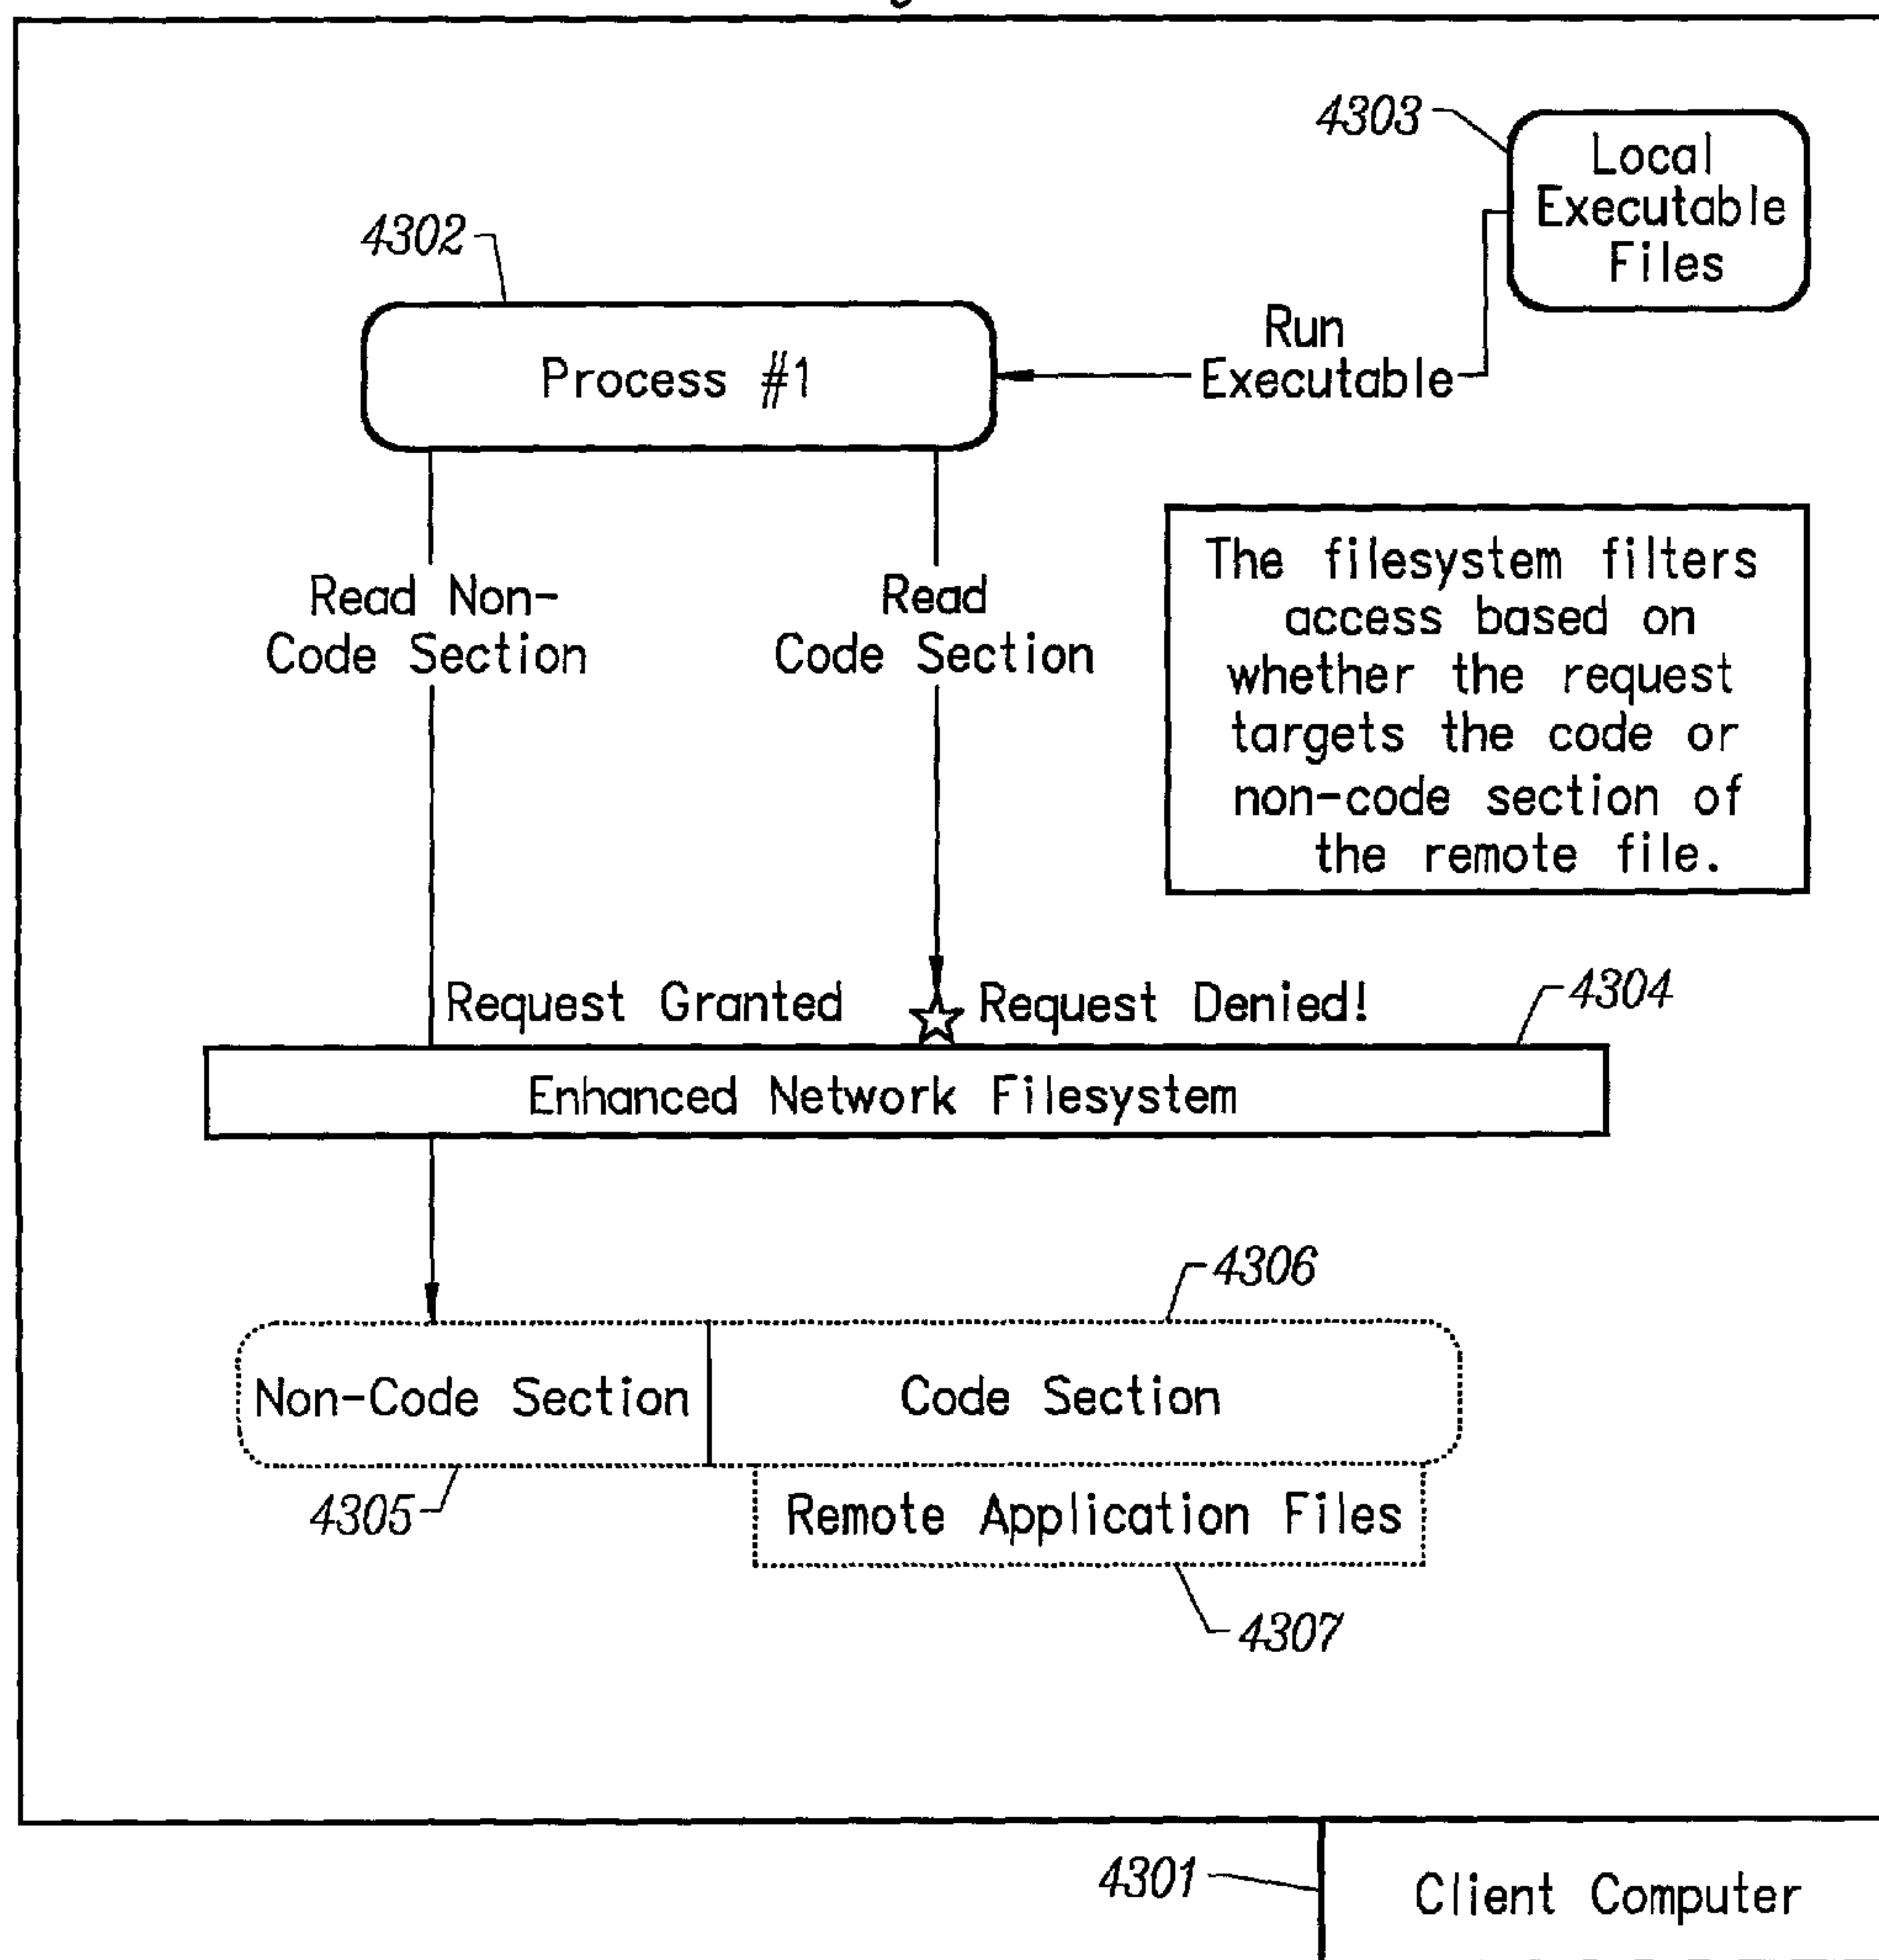 4303
Local
Executable
Files
4302
Run
Executable
Process #1
Read Non-
Code Section
Read
Code Section
The filesystem filters
access based on
whether the request
targets the code or
non-code section of
the remote file.
Request Granted
Request Denied!
4304
Enhanced Network Filesystem
4306
Non-Code Section
Code Section
4305
Remote Application Files
4307
4301
Client Computer